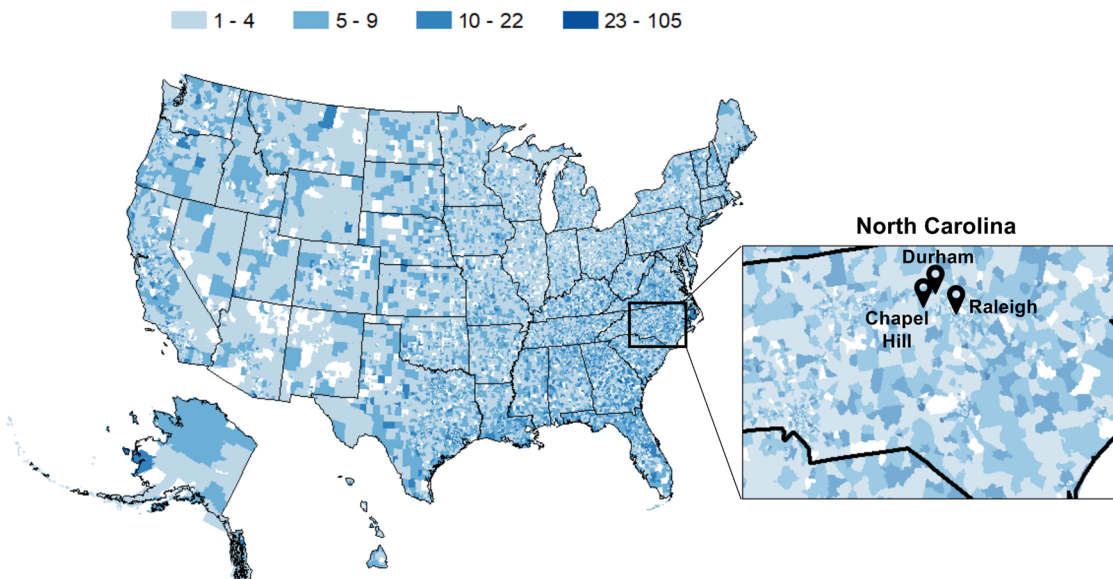 1 - 4 5 - 9 10 - 22 23 - 105
North Carolina
Durham
Raleigh
Chapel
Hill